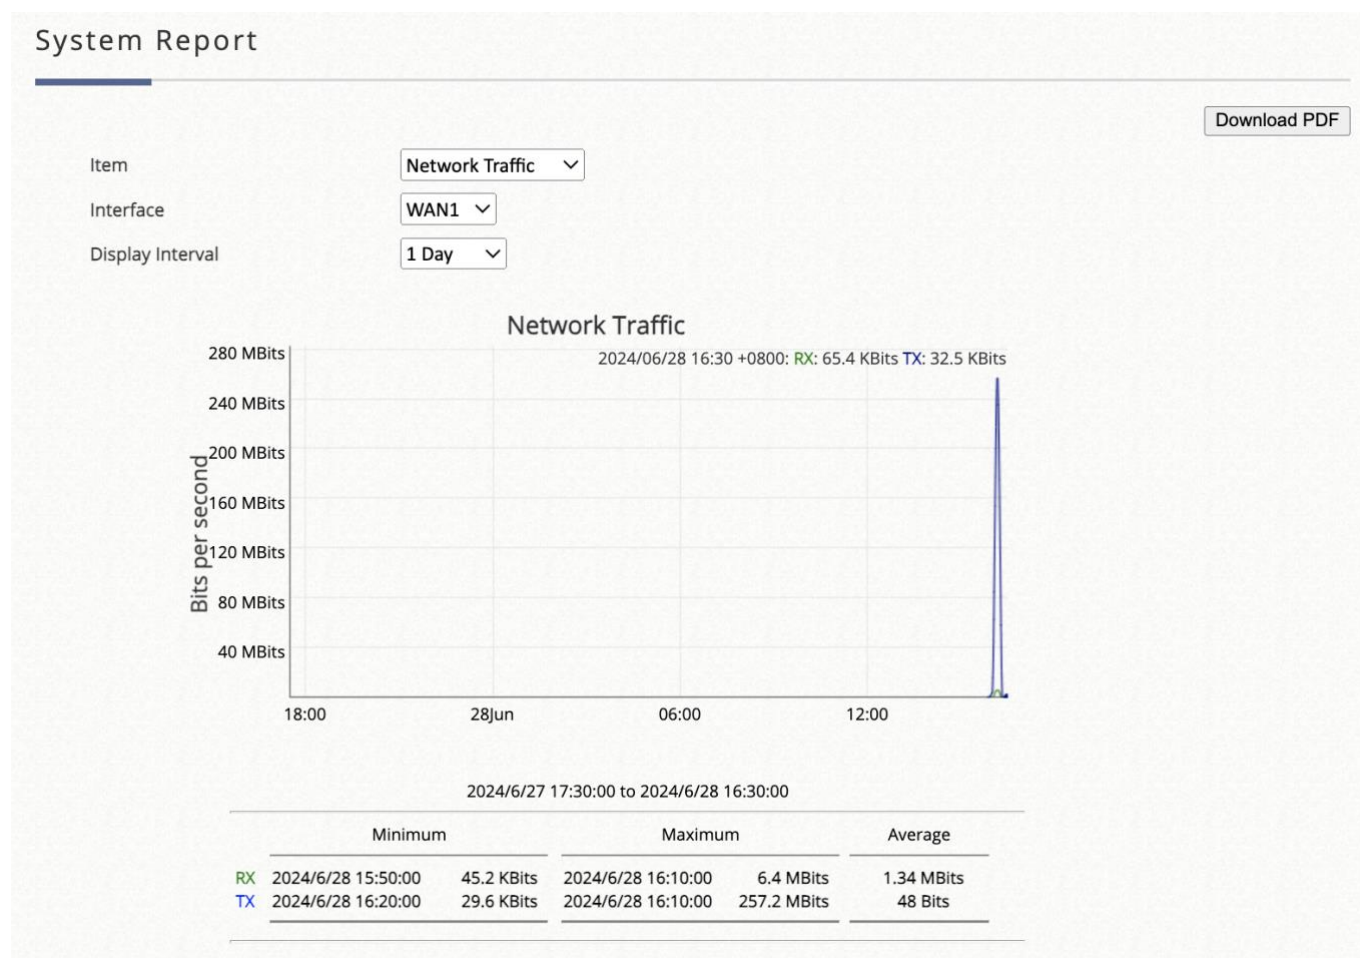 System Report
Download PDF
Item Network Traffic
Interface WAN1
Display Interval 1 Day
Network Traffic
2024/06/28 16:30 +0800: RX: 65.4 KBits TX: 32.5 KBits
Bits per second
280 MBits
240 MBits
200 MBits
160 MBits
120 MBits
80 MBits
40 MBits
18:00 28Jun 06:00 12:00
2024/6/27 17:30:00 to 2024/6/28 16:30:00
Minimum Maximum Average
RX 2024/6/28 15:50:00 45.2 KBits 2024/6/28 16:10:00 6.4 MBits 1.34 MBits
TX 2024/6/28 16:20:00 29.6 KBits 2024/6/28 16:10:00 257.2 MBits 48 Bits